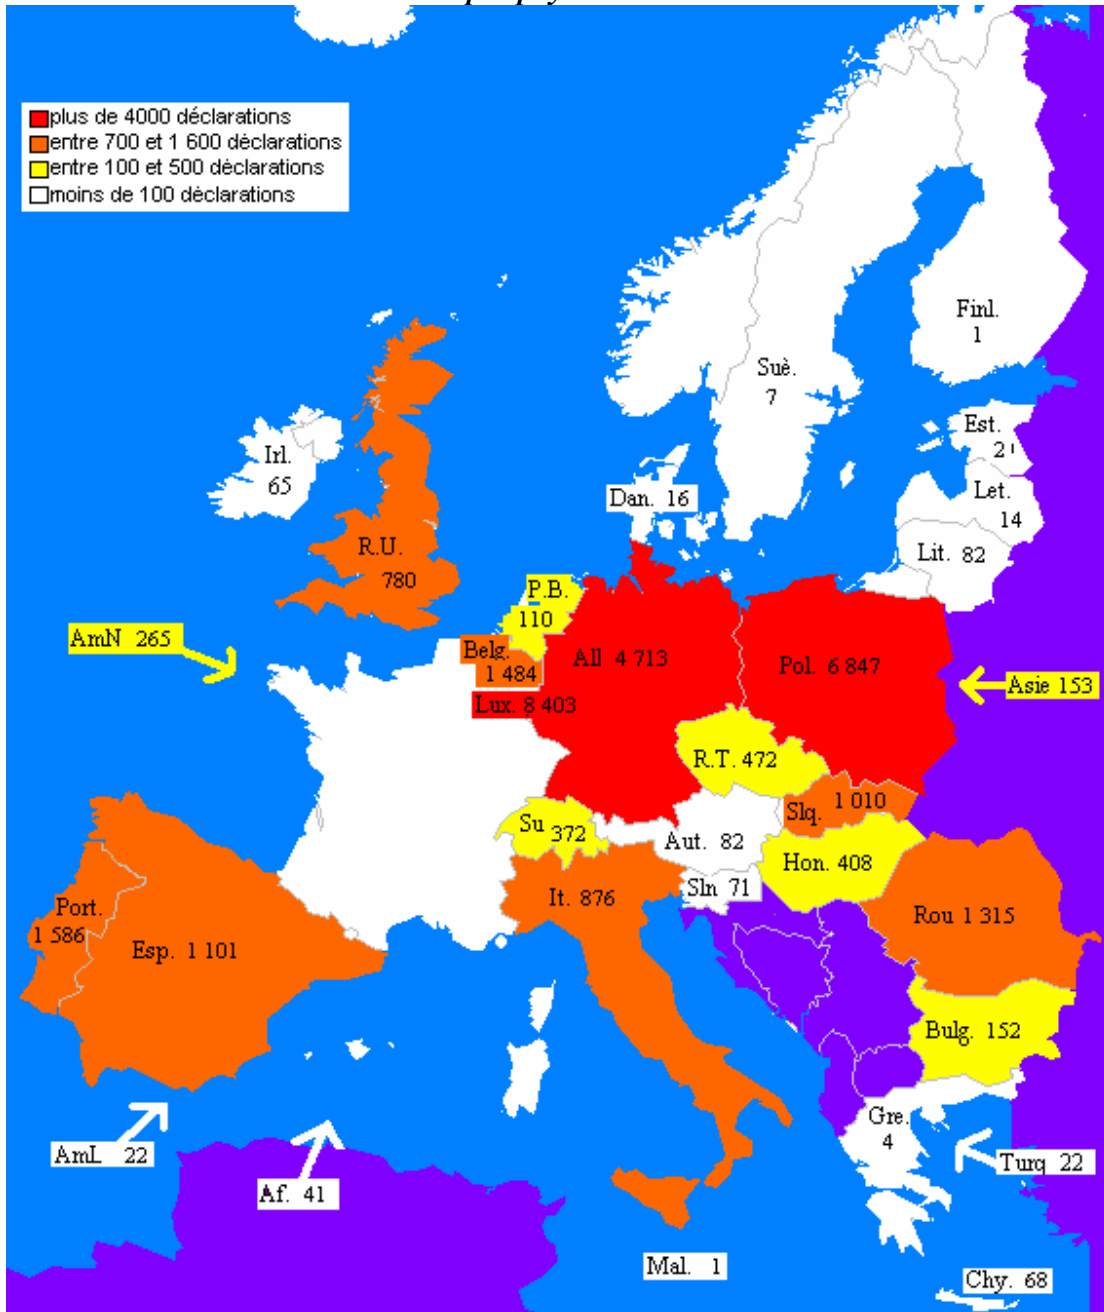 plus de 4000 déclarations
entre 700 et 1 600 déclarations
entre 100 et 500 déclarations
moins de 100 déclarations
Finl.
1
Suè.
7
Est.
2
Irl.
65
Let.
14
Dan. 16
Lit. 82
R.U.
780
P.B.
110
AmN 265
Belg.
1 484
All 4 713
Pol. 6 847
Asie 153
Lux. 8 403
R.T. 472
Slq.
1 010
Su
372
Aut. 82
Hon. 408
Sln 71
It. 876
Port.
1 586
Esp. 1 101
Rou 1 315
Bulg. 152
Gre.
4
AmL 22
Af. 41
Turq 22
Mal. 1
Chy. 68